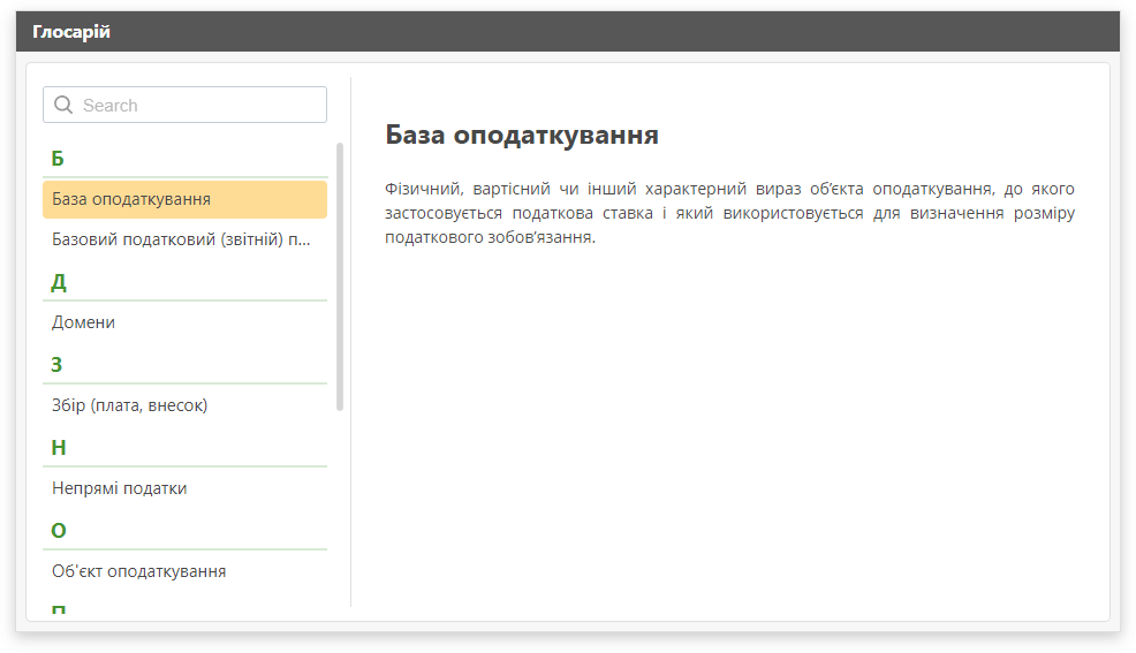 Глосарій
Search
Б
База оподаткування
Базовий податковий (звітній) п...
Д
Домени
З
Збір (плата, внесок)
Н
Непрямі податки
О
Об'єкт оподаткування
П
База оподаткування
Фізичний, вартісний чи інший характерний вираз об’єкта оподаткування, до якого
застосовується податкова ставка і який використовується для визначення розміру
податкового зобов’язання.